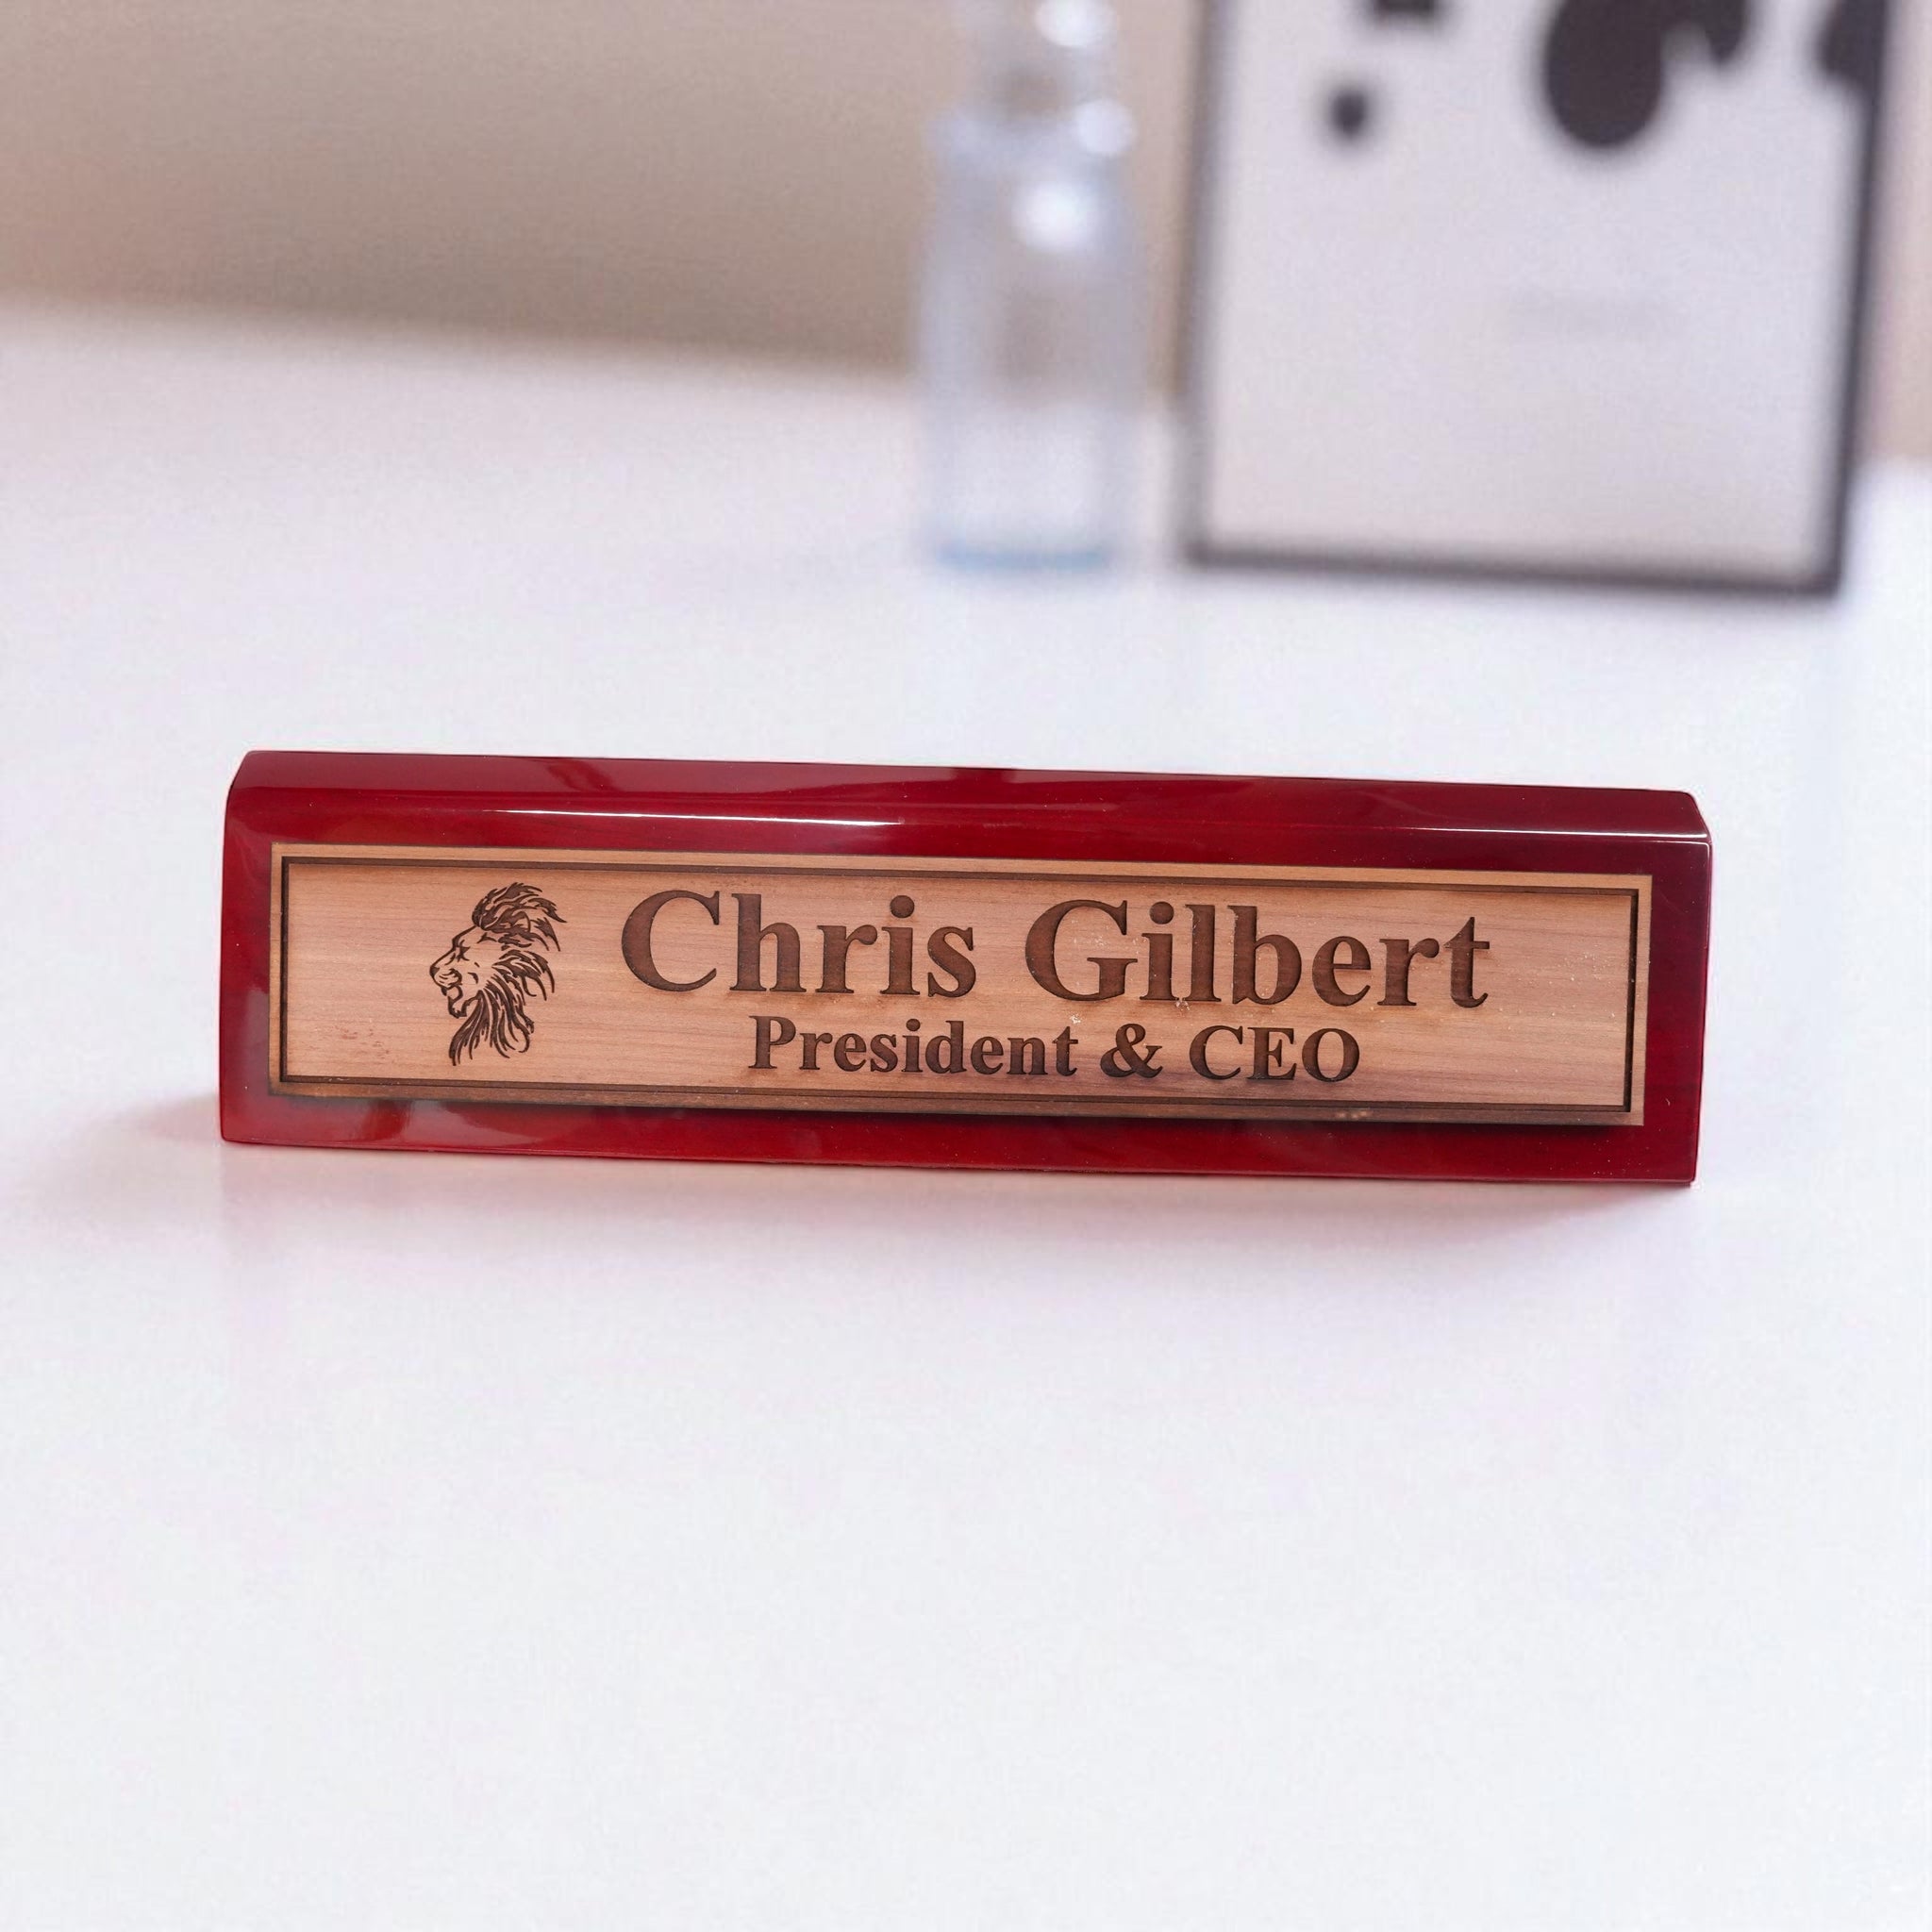 Chris Gilbert
President & CEO